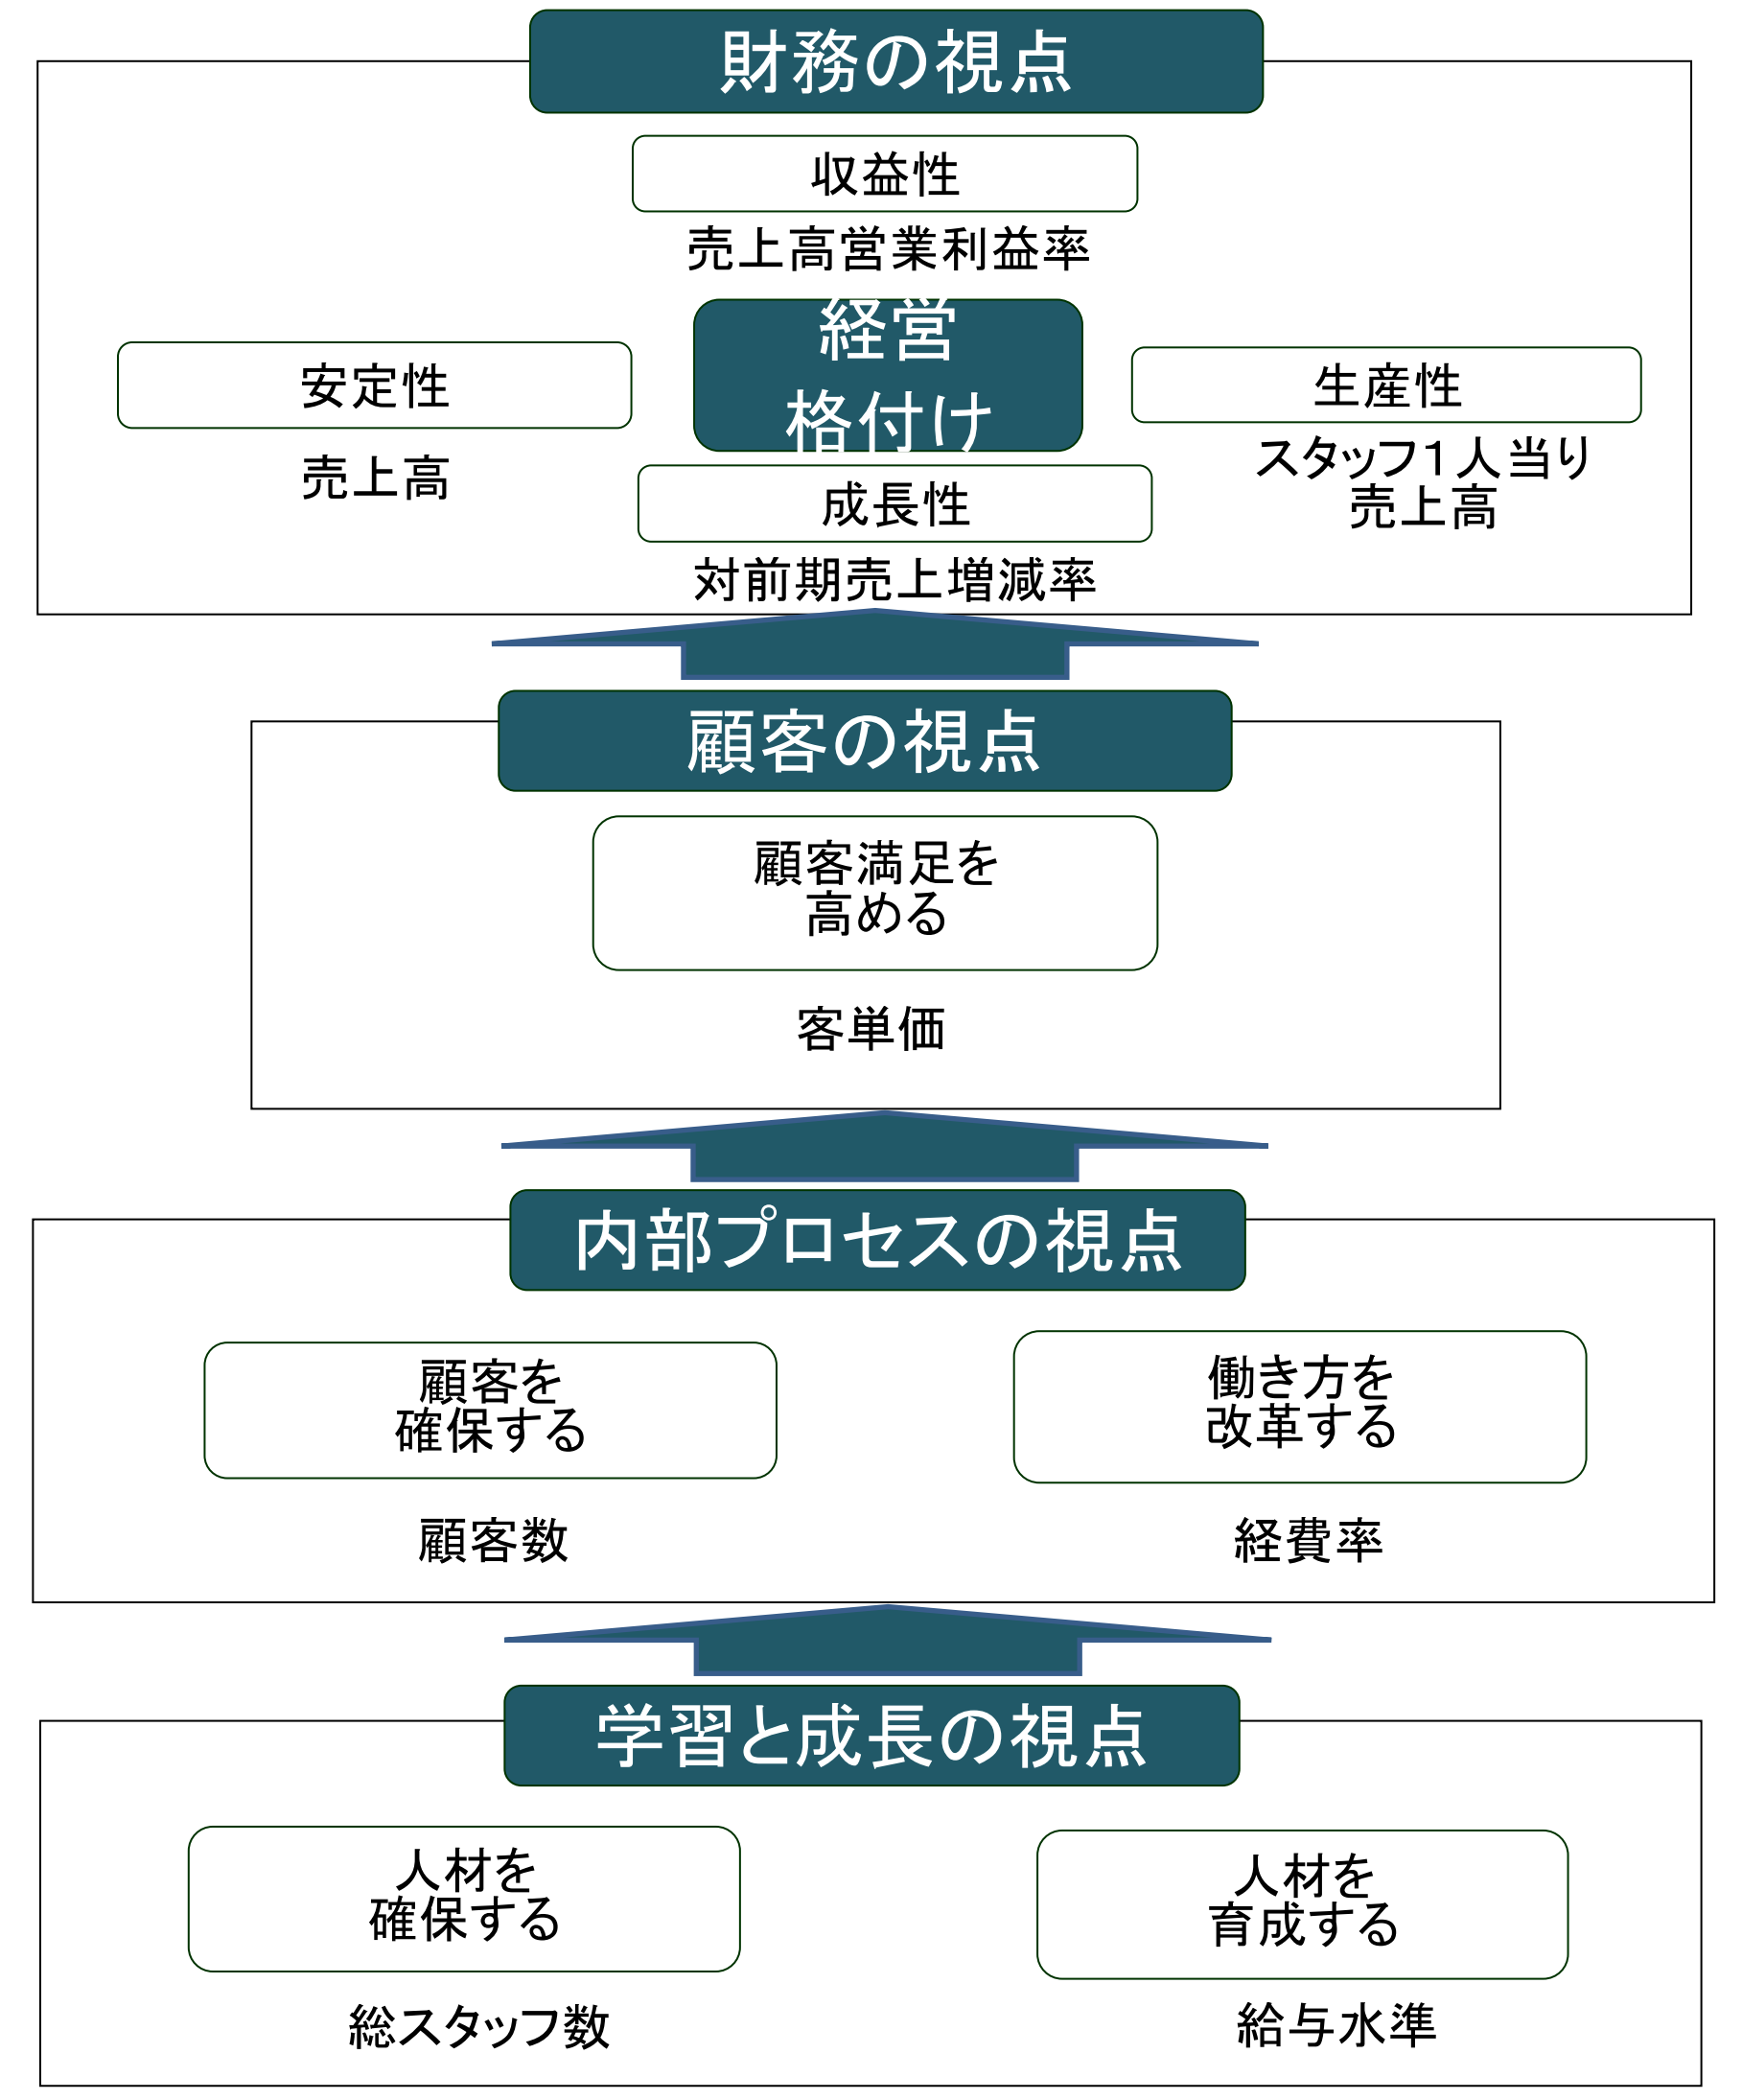 財務の視点
収益性
売上高営業利益率
経営
格付け
安定性
売上高
生産性
スタッフ1人当り
売上高
成長性
対前期売上増減率
顧客の視点
顧客満足を
高める
客単価
内部プロセスの視点
顧客を
確保する
顧客数
働き方を
改革する
経費率
学習と成長の視点
人材を
確保する
総スタッフ数
人材を
育成する
給与水準